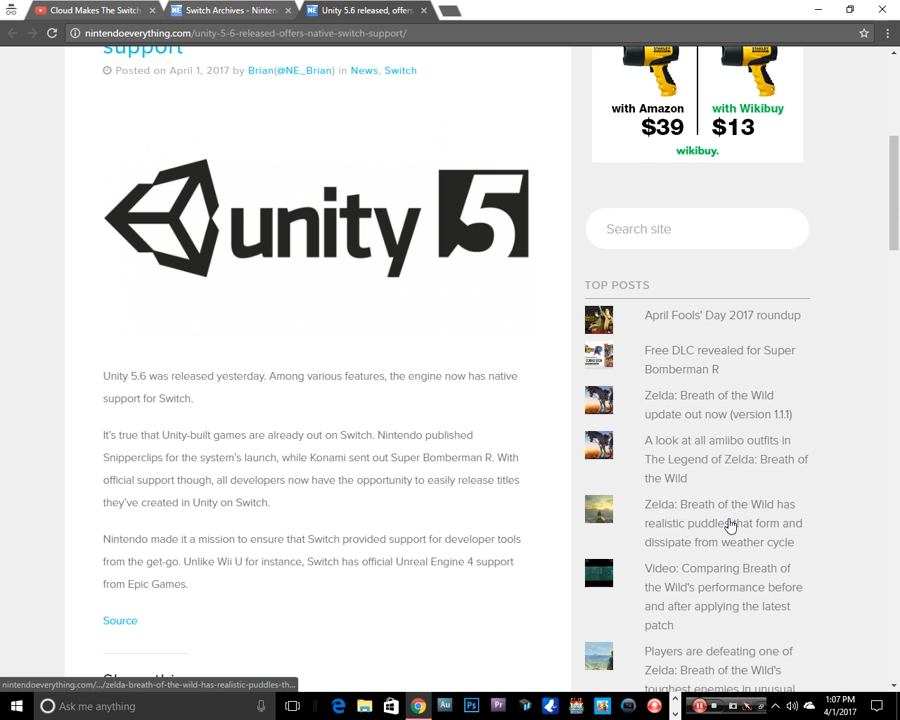 Cloud Makes The Switch
Switch Archives - Ninten
Unity 5.6 released, offer
nintendoeverything.com/unity-5-6-released-offers-native-switch-support/
support
Posted on April 1, 2017 by Brian(@NE_Brian) in News, Switch
STANLEY
STANLEY
with Amazon
$39
with Wikibuy
$13
wikibuy.
unity 5
Search site
TOP POSTS
April Fools' Day 2017 roundup
Free DLC revealed for Super
Bomberman R
Zelda: Breath of the Wild
update out now (version 1.1.1)
A look at all amiibo outfits in
The Legend of Zelda: Breath of
the Wild
Zelda: Breath of the Wild has
realistic puddles that form and
dissipate from weather cycle
Video: Comparing Breath of
the Wild's performance before
and after applying the latest
patch
Players are defeating one of
Zelda: Breath of the Wild's
toughest enemies in unusual
Unity 5.6 was released yesterday. Among various features, the engine now has native
support for Switch.
It's true that Unity-built games are already out on Switch. Nintendo published
Snipperclips for the system's launch, while Konami sent out Super Bomberman R. With
official support though, all developers now have the opportunity to easily release titles
they've created in Unity on Switch.
Nintendo made it a mission to ensure that Switch provided support for developer tools
from the get-go. Unlike Wii U for instance, Switch has official Unreal Engine 4 support
from Epic Games.
Source
nintendoeverything.com/.../zelda-breath-of-the-wild-has-realistic-puddles-th...
Ask me anything
Au
Ps
Pr
1:07 PM
4/1/2017